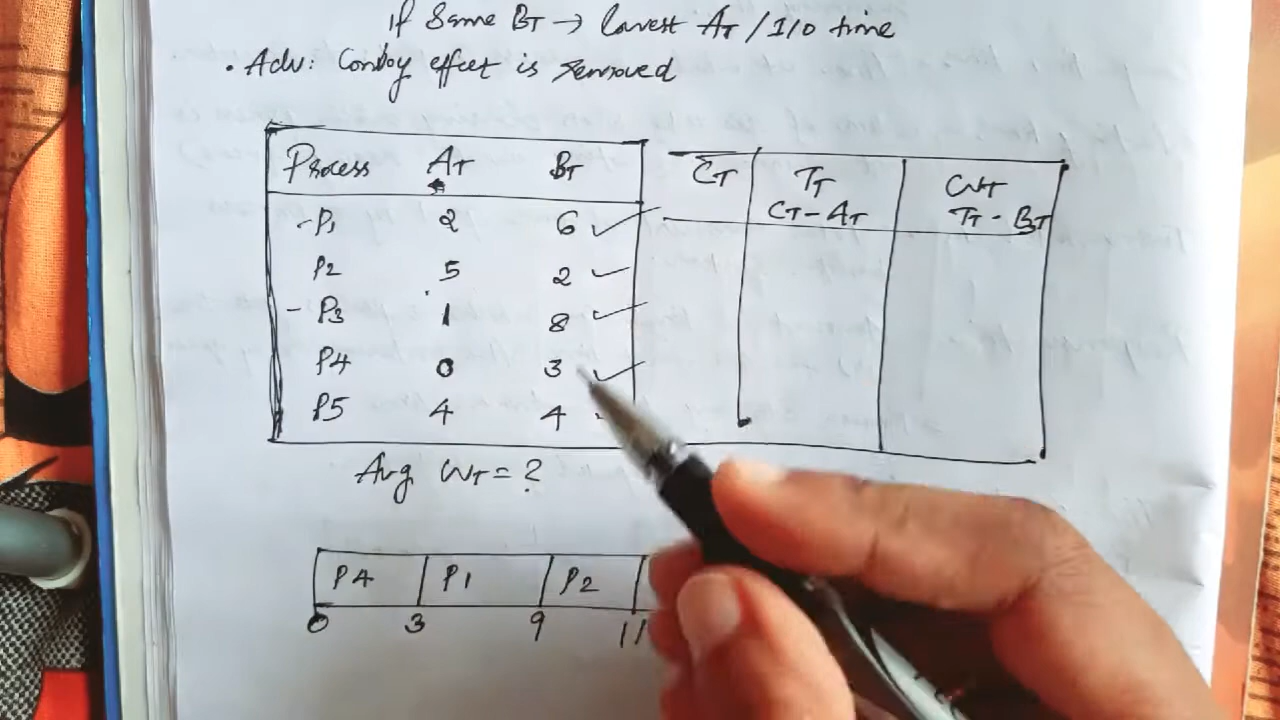 If Same BT → lowest AT / I/O time
• Adv: Convoy effect is removed
Process AT BT CT TT WT
CT - AT TT - BT
- P1 2 6 ✓
P2 5 2 ✓
- P3 1 8 ✓
P4 0 3 ✓
P5 4 4
Avg WT = ?
P4 P1 P2
0 3 9 11